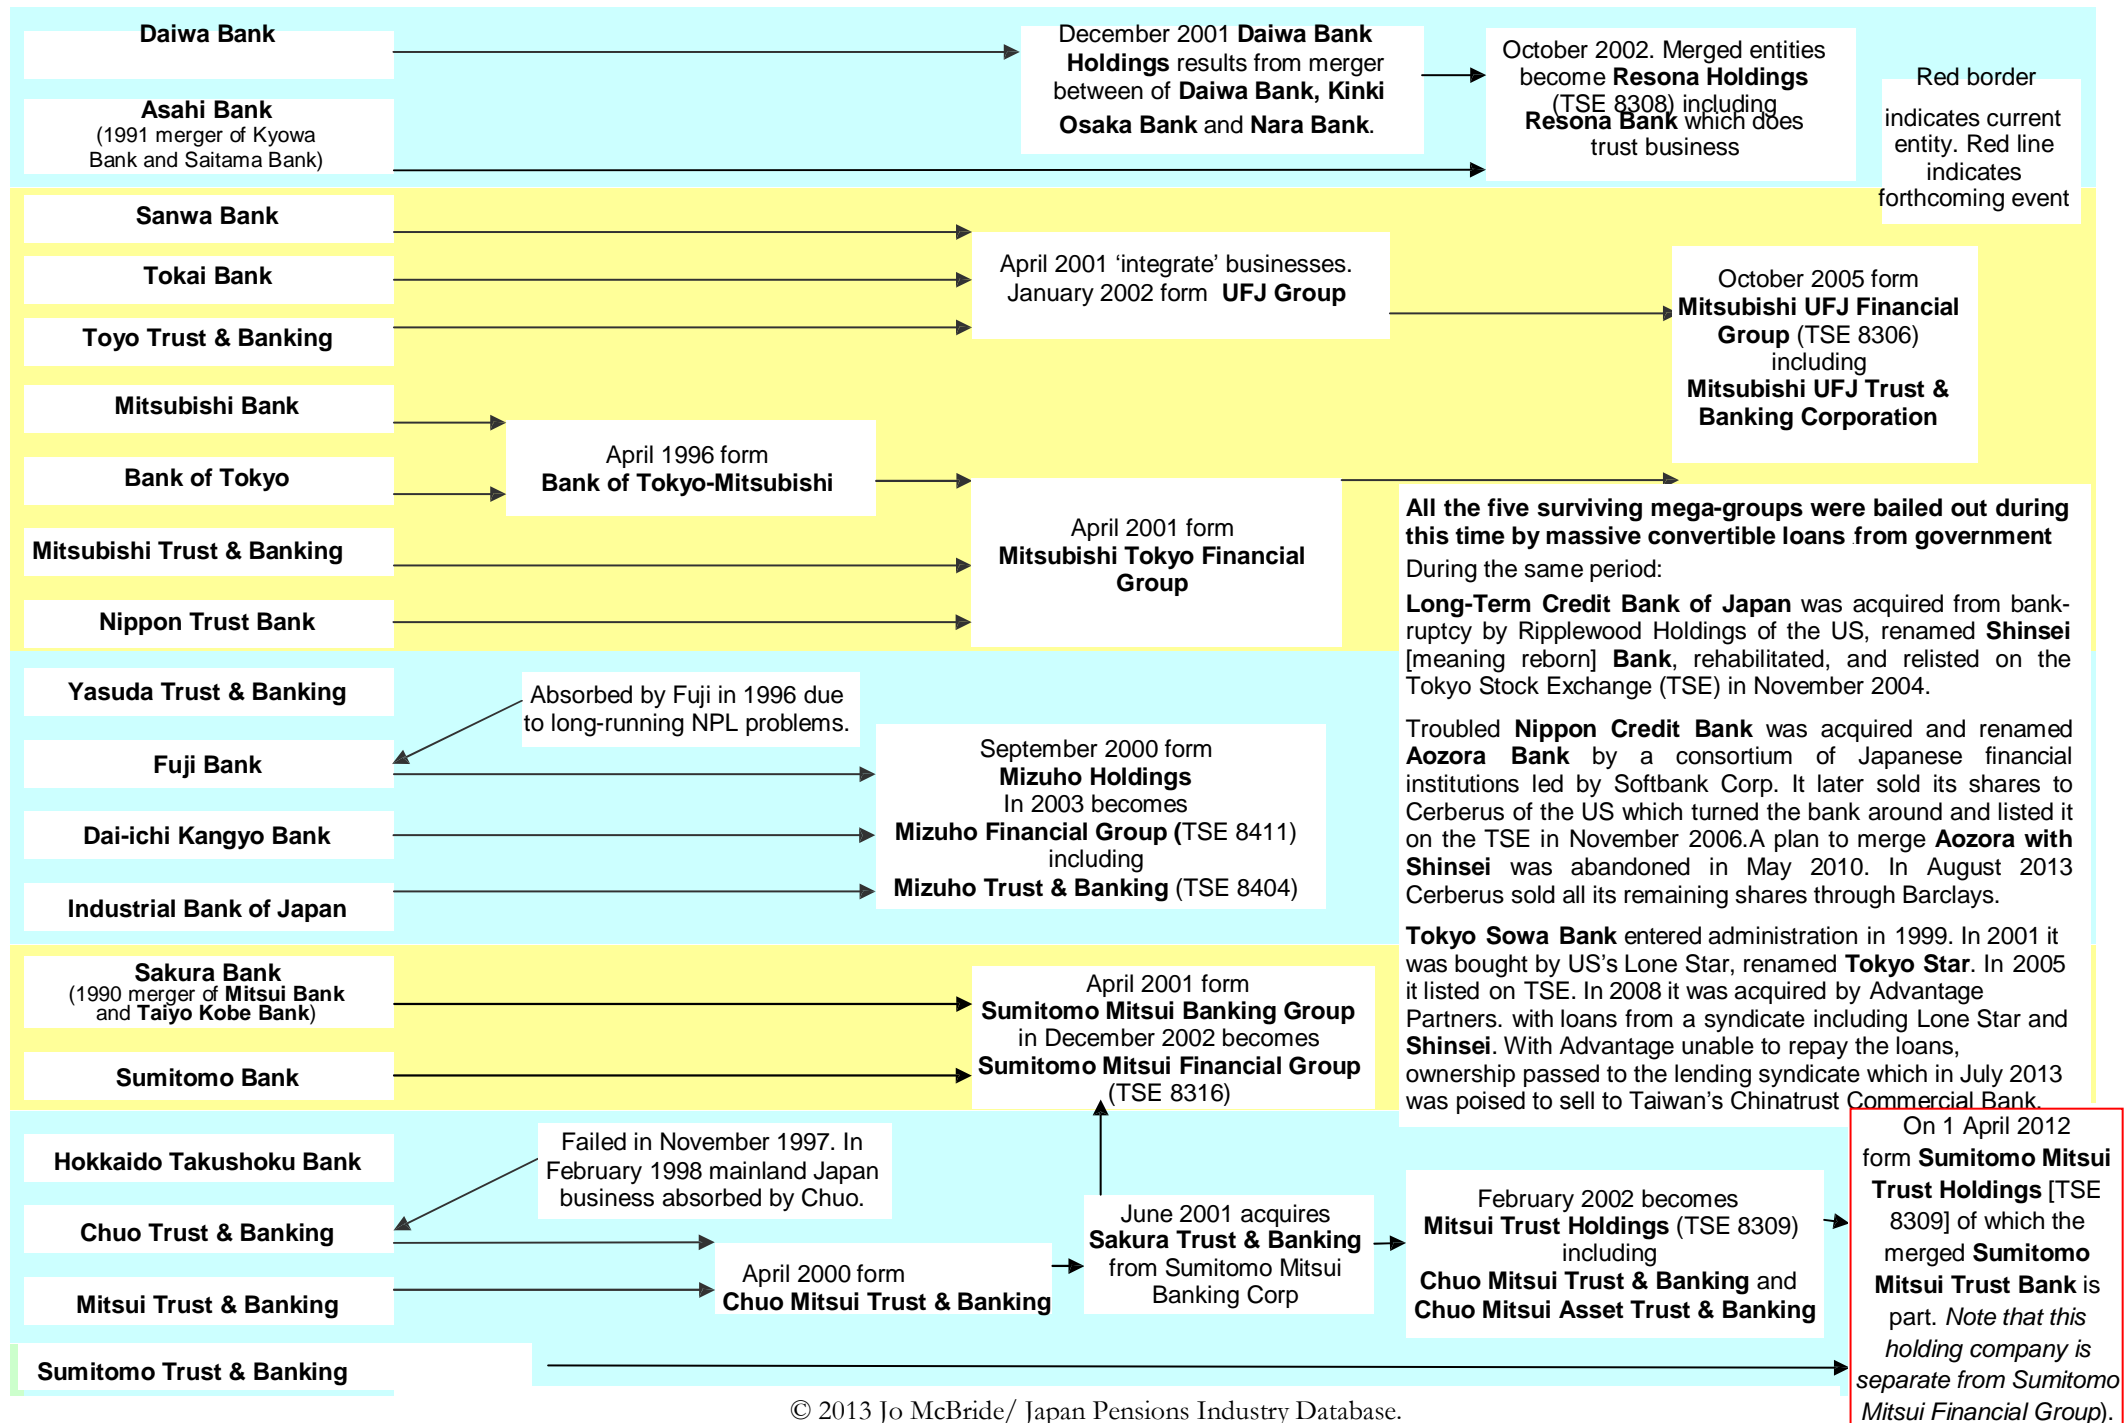 Daiwa Bank
Asahi Bank
(1991 merger of Kyowa
Bank and Saitama Bank)
December 2001 Daiwa Bank
Holdings results from merger
between of Daiwa Bank, Kinki
Osaka Bank and Nara Bank.
October 2002. Merged entities
become Resona Holdings
(TSE 8308) including
Resona Bank which does
trust business
Red border
indicates current
entity. Red line
indicates
forthcoming event
Sanwa Bank
Tokai Bank
Toyo Trust & Banking
Mitsubishi Bank
Bank of Tokyo
Mitsubishi Trust & Banking
Nippon Trust Bank
April 2001 ‘integrate’ businesses.
January 2002 form UFJ Group
October 2005 form
Mitsubishi UFJ Financial
Group (TSE 8306)
including
Mitsubishi UFJ Trust &
Banking Corporation
April 1996 form
Bank of Tokyo-Mitsubishi
April 2001 form
Mitsubishi Tokyo Financial
Group
All the five surviving mega-groups were bailed out during
this time by massive convertible loans from government
During the same period:
Long-Term Credit Bank of Japan was acquired from bank-
ruptcy by Ripplewood Holdings of the US, renamed Shinsei
[meaning reborn] Bank, rehabilitated, and relisted on the
Tokyo Stock Exchange (TSE) in November 2004.
Troubled Nippon Credit Bank was acquired and renamed
Aozora Bank by a consortium of Japanese financial
institutions led by Softbank Corp. It later sold its shares to
Cerberus of the US which turned the bank around and listed it
on the TSE in November 2006.A plan to merge Aozora with
Shinsei was abandoned in May 2010. In August 2013
Cerberus sold all its remaining shares through Barclays.
Tokyo Sowa Bank entered administration in 1999. In 2001 it
was bought by US’s Lone Star, renamed Tokyo Star. In 2005
it listed on TSE. In 2008 it was acquired by Advantage
Partners. with loans from a syndicate including Lone Star and
Shinsei. With Advantage unable to repay the loans,
ownership passed to the lending syndicate which in July 2013
was poised to sell to Taiwan’s Chinatrust Commercial Bank.
Yasuda Trust & Banking
Fuji Bank
Dai-ichi Kangyo Bank
Industrial Bank of Japan
Absorbed by Fuji in 1996 due
to long-running NPL problems.
September 2000 form
Mizuho Holdings
In 2003 becomes
Mizuho Financial Group (TSE 8411)
including
Mizuho Trust & Banking (TSE 8404)
Sakura Bank
(1990 merger of Mitsui Bank
and Taiyo Kobe Bank)
Sumitomo Bank
April 2001 form
Sumitomo Mitsui Banking Group
in December 2002 becomes
Sumitomo Mitsui Financial Group
(TSE 8316)
Hokkaido Takushoku Bank
Chuo Trust & Banking
Mitsui Trust & Banking
Sumitomo Trust & Banking
Failed in November 1997. In
February 1998 mainland Japan
business absorbed by Chuo.
April 2000 form
Chuo Mitsui Trust & Banking
June 2001 acquires
Sakura Trust & Banking
from Sumitomo Mitsui
Banking Corp
February 2002 becomes
Mitsui Trust Holdings (TSE 8309)
including
Chuo Mitsui Trust & Banking and
Chuo Mitsui Asset Trust & Banking
On 1 April 2012
form Sumitomo Mitsui
Trust Holdings [TSE
8309] of which the
merged Sumitomo
Mitsui Trust Bank is
part. Note that this
holding company is
separate from Sumitomo
Mitsui Financial Group).
© 2013 Jo McBride/ Japan Pensions Industry Database.